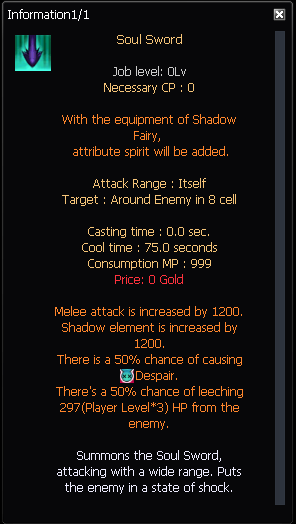 Information1/1
Soul Sword
Job level: 0Lv
Necessary CP : 0
With the equipment of Shadow
Fairy,
attribute spirit will be added.
Attack Range : Itself
Target : Around Enemy in 8 cell
Casting time : 0.0 sec.
Cool time : 75.0 seconds
Consumption MP : 999
Price: 0 Gold
Melee attack is increased by 1200.
Shadow element is increased by
1200.
There is a 50% chance of causing
Despair.
There's a 50% chance of leeching
297(Player Level*3) HP from the
enemy.
Summons the Soul Sword,
attacking with a wide range. Puts
the enemy in a state of shock.